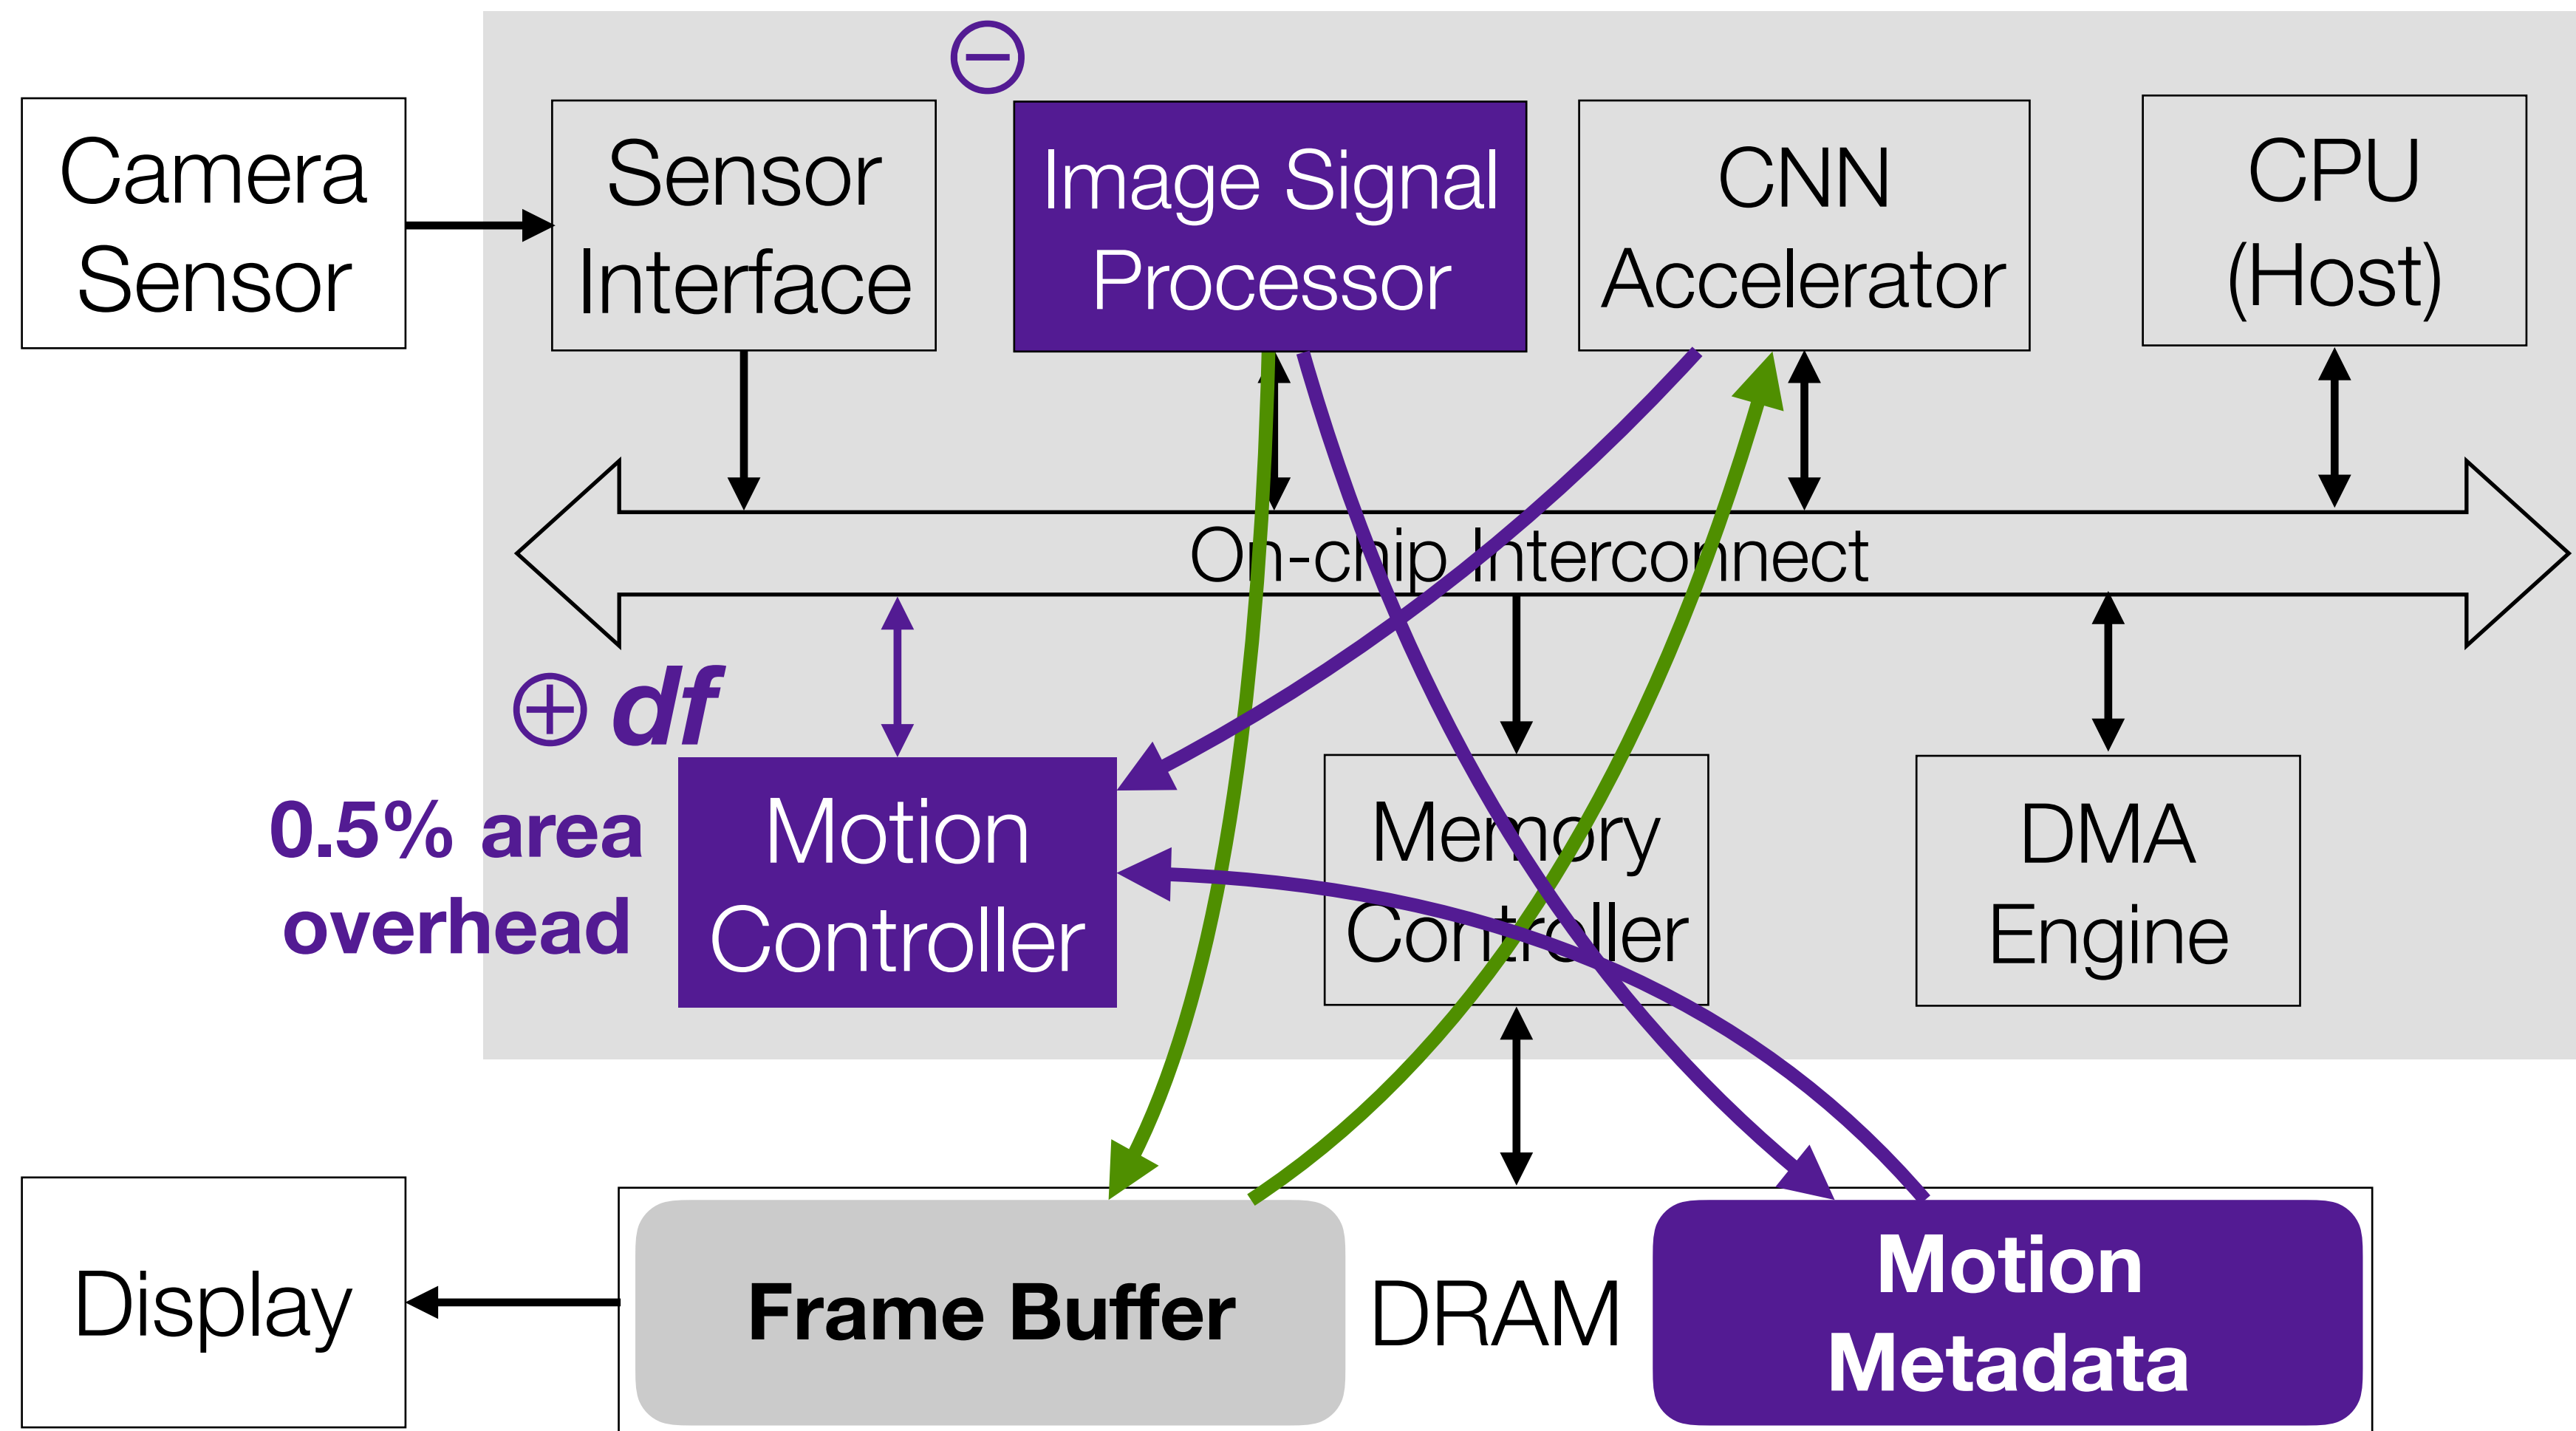 ⊖
Camera
Sensor
Sensor
Interface
Image Signal
Processor
CNN
Accelerator
CPU
(Host)
On-chip Interconnect
⊕ df
0.5% area
overhead
Motion
Controller
Memory
Controller
DMA
Engine
Display
Frame Buffer
DRAM
Motion
Metadata